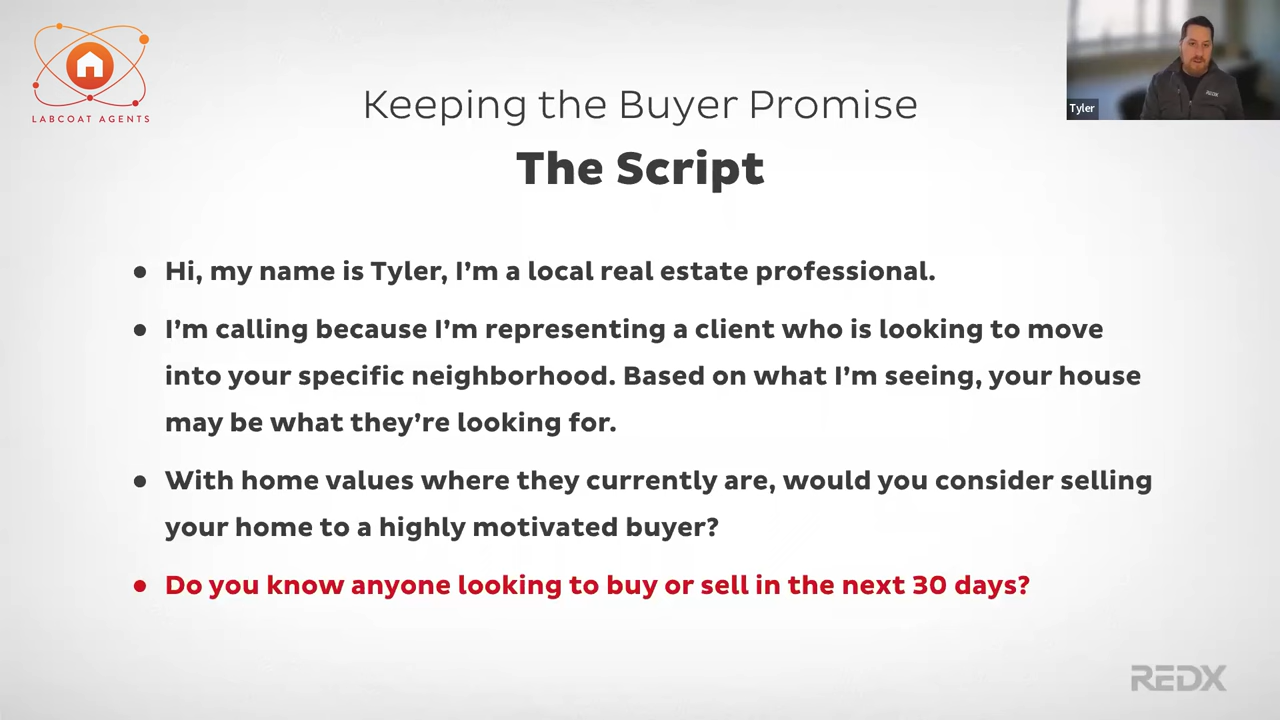 LABCOAT AGENTS
Tyler
REDX
Keeping the Buyer Promise
The Script
● Hi, my name is Tyler, I'm a local real estate professional.
● I'm calling because I'm representing a client who is looking to move
into your specific neighborhood. Based on what I'm seeing, your house
may be what they're looking for.
● With home values where they currently are, would you consider selling
your home to a highly motivated buyer?
● Do you know anyone looking to buy or sell in the next 30 days?
REDX